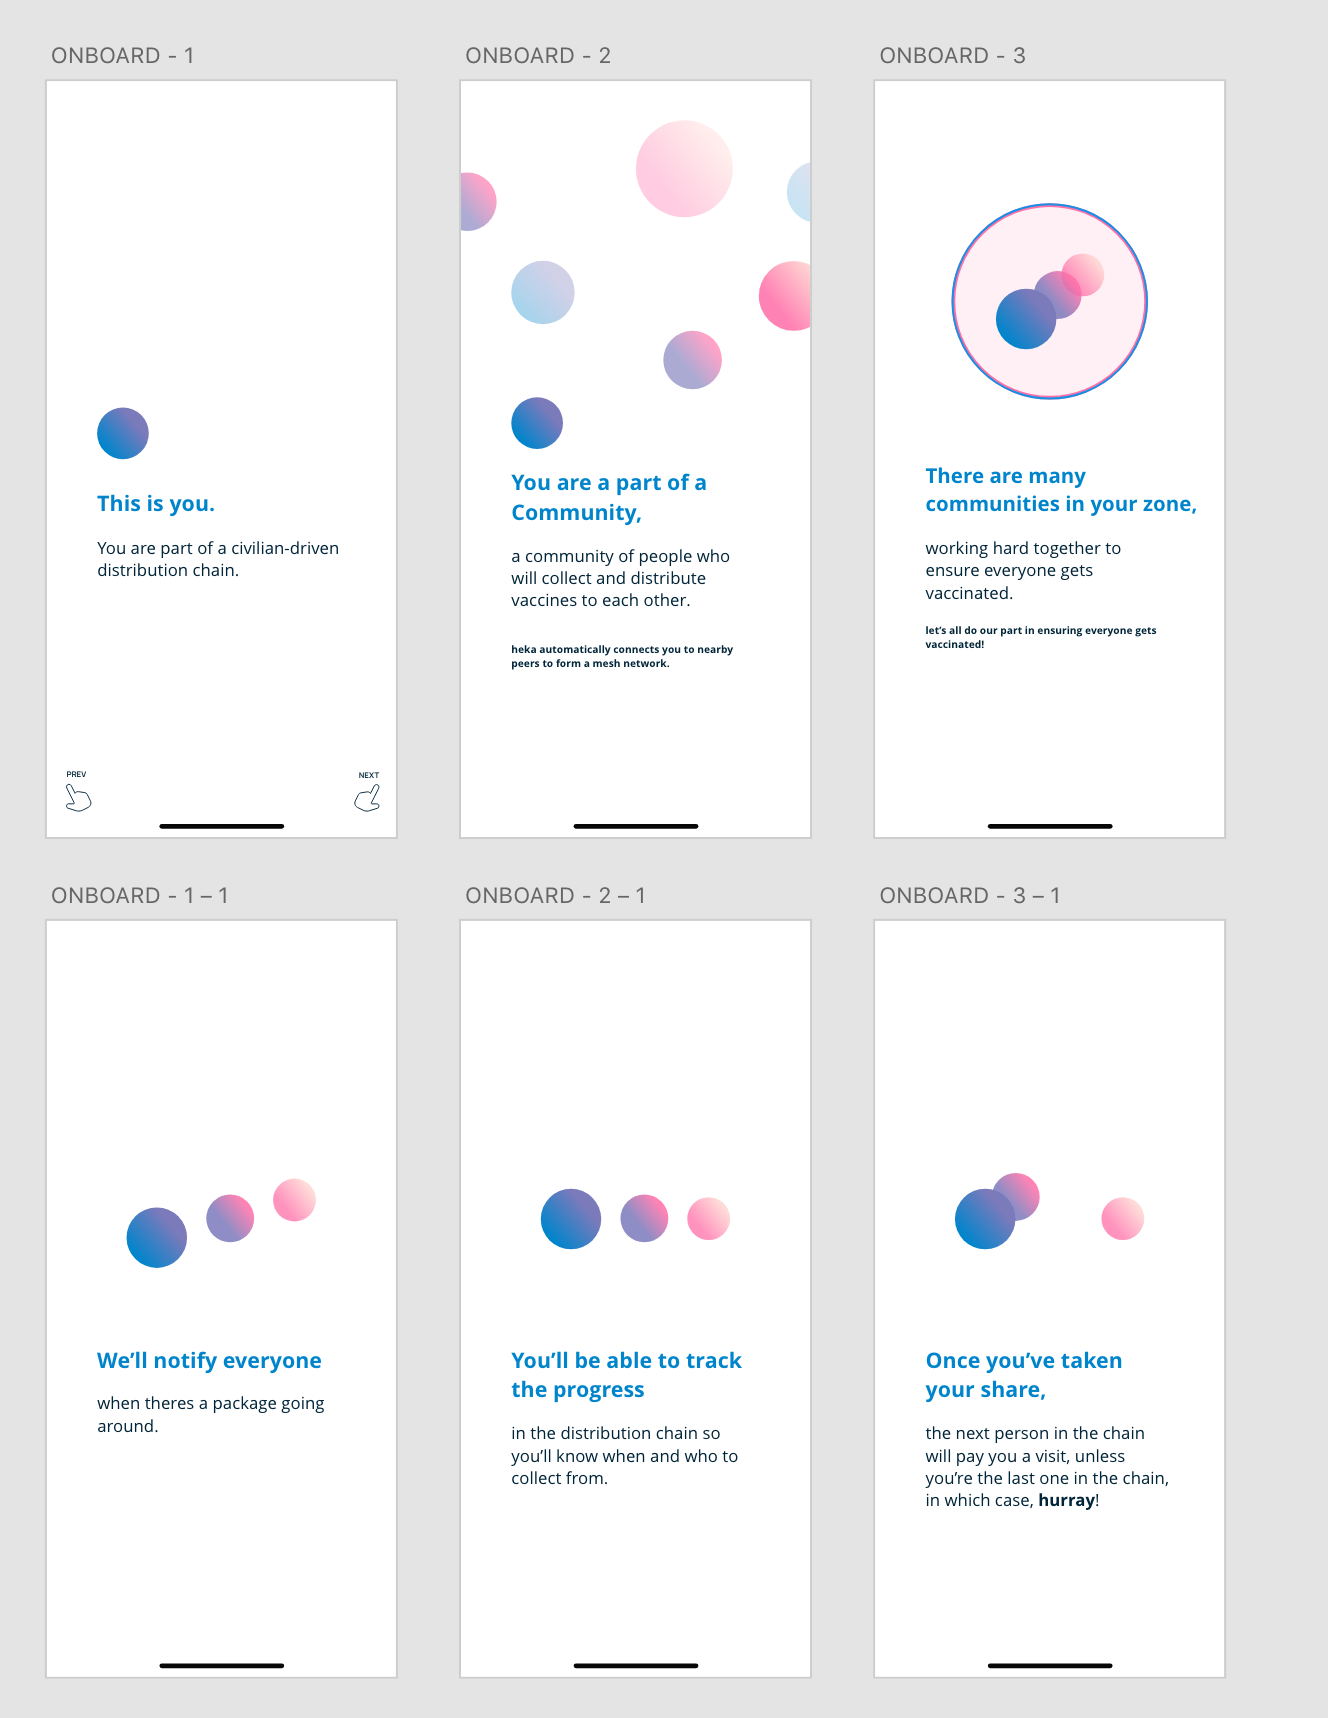 ONBOARD - 1
This is you.
You are part of a civilian-driven
distribution chain.
PREV
NEXT
ONBOARD - 2
You are a part of a
Community,
a community of people who
will collect and distribute
vaccines to each other.
heka automatically connects you to nearby
peers to form a mesh network.
ONBOARD - 3
There are many
communities in your zone,
working hard together to
ensure everyone gets
vaccinated.
let’s all do our part in ensuring everyone gets
vaccinated!
ONBOARD - 1 – 1
We’ll notify everyone
when theres a package going
around.
ONBOARD - 2 – 1
You’ll be able to track
the progress
in the distribution chain so
you’ll know when and who to
collect from.
ONBOARD - 3 – 1
Once you’ve taken
your share,
the next person in the chain
will pay you a visit, unless
you’re the last one in the chain,
in which case, hurray!